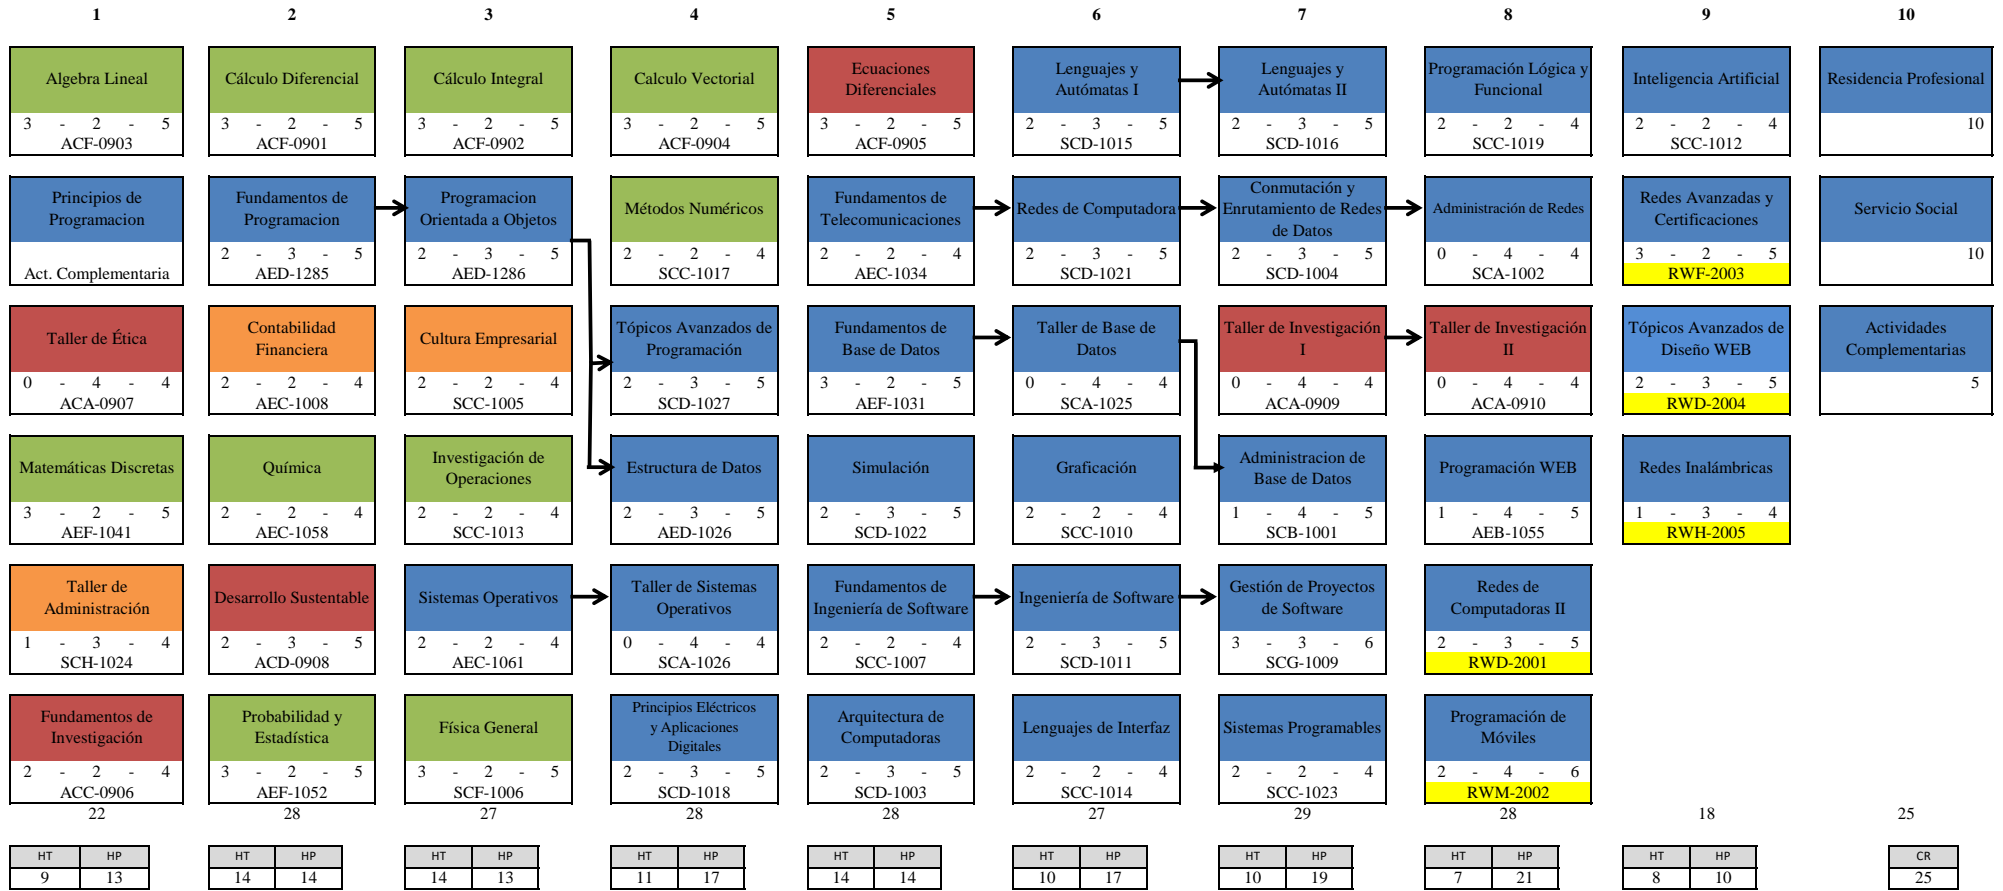 1 2 3 4 5 6 7 8 9 10
Algebra Lineal
3 - 2 - 5
ACF-0903
Cálculo Diferencial
3 - 2 - 5
ACF-0901
Cálculo Integral
3 - 2 - 5
ACF-0902
Calculo Vectorial
3 - 2 - 5
ACF-0904
Ecuaciones
Diferenciales
3 - 2 - 5
ACF-0905
Lenguajes y
Autómatas I
2 - 3 - 5
SCD-1015
Lenguajes y
Autómatas II
2 - 3 - 5
SCD-1016
Programación Lógica y
Funcional
2 - 2 - 4
SCC-1019
Inteligencia Artificial
2 - 2 - 4
SCC-1012
Residencia Profesional
10
Principios de
Programacion
Act. Complementaria
Fundamentos de
Programacion
2 - 3 - 5
AED-1285
Programacion
Orientada a Objetos
2 - 3 - 5
AED-1286
Métodos Numéricos
2 - 2 - 4
SCC-1017
Fundamentos de
Telecomunicaciones
2 - 2 - 4
AEC-1034
Redes de Computadora
2 - 3 - 5
SCD-1021
Conmutación y
Enrutamiento de Redes
de Datos
2 - 3 - 5
SCD-1004
Administración de Redes
0 - 4 - 4
SCA-1002
Redes Avanzadas y
Certificaciones
3 - 2 - 5
RWF-2003
Servicio Social
10
Taller de Ética
0 - 4 - 4
ACA-0907
Contabilidad
Financiera
2 - 2 - 4
AEC-1008
Cultura Empresarial
2 - 2 - 4
SCC-1005
Tópicos Avanzados de
Programación
2 - 3 - 5
SCD-1027
Fundamentos de
Base de Datos
3 - 2 - 5
AEF-1031
Taller de Base de
Datos
0 - 4 - 4
SCA-1025
Taller de Investigación
I
0 - 4 - 4
ACA-0909
Taller de Investigación
II
0 - 4 - 4
ACA-0910
Tópicos Avanzados de
Diseño WEB
2 - 3 - 5
RWD-2004
Actividades
Complementarias
5
Matemáticas Discretas
3 - 2 - 5
AEF-1041
Química
2 - 2 - 4
AEC-1058
Investigación de
Operaciones
2 - 2 - 4
SCC-1013
Estructura de Datos
2 - 3 - 5
AED-1026
Simulación
2 - 3 - 5
SCD-1022
Graficación
2 - 2 - 4
SCC-1010
Administracion de
Base de Datos
1 - 4 - 5
SCB-1001
Programación WEB
1 - 4 - 5
AEB-1055
Redes Inalámbricas
1 - 3 - 4
RWH-2005
Taller de
Administración
1 - 3 - 4
SCH-1024
Desarrollo Sustentable
2 - 3 - 5
ACD-0908
Sistemas Operativos
2 - 2 - 4
AEC-1061
Taller de Sistemas
Operativos
0 - 4 - 4
SCA-1026
Fundamentos de
Ingeniería de Software
2 - 2 - 4
SCC-1007
Ingeniería de Software
2 - 3 - 5
SCD-1011
Gestión de Proyectos
de Software
3 - 3 - 6
SCG-1009
Redes de
Computadoras II
2 - 3 - 5
RWD-2001
Fundamentos de
Investigación
2 - 2 - 4
ACC-0906
Probabilidad y
Estadística
3 - 2 - 5
AEF-1052
Física General
3 - 2 - 5
SCF-1006
Principios Eléctricos
y Aplicaciones
Digitales
2 - 3 - 5
SCD-1018
Arquitectura de
Computadoras
2 - 3 - 5
SCD-1003
Lenguajes de Interfaz
2 - 2 - 4
SCC-1014
Sistemas Programables
2 - 2 - 4
SCC-1023
Programación de
Móviles
2 - 4 - 6
RWM-2002
22 28 27 28 28 27 29 28 18 25
HT HP HT HP HT HP HT HP HT HP HT HP HT HP HT HP HT HP CR
9 13 14 14 14 13 11 17 14 14 10 17 10 19 7 21 8 10 25